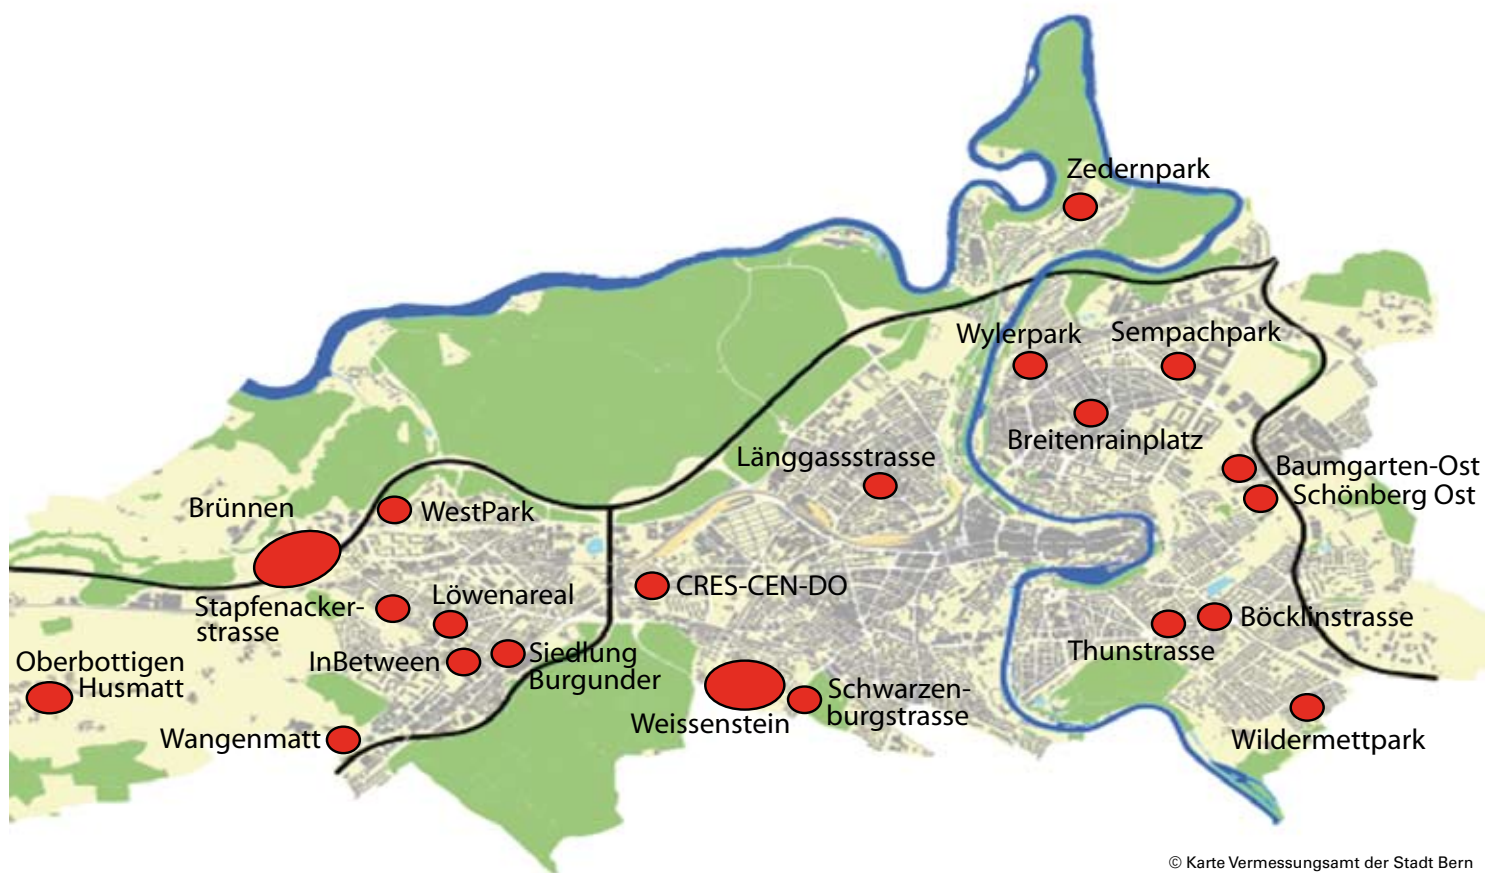 Zedernpark
Wylerpark
Sempachpark
Breitenrainplatz
Länggassstrasse
Baumgarten-Ost
Schönberg Ost
Brünnen
WestPark
CRES-CEN-DO
Löwenareal
Stapfenacker-
strasse
Böcklinstrasse
Thunstrasse
InBetween
Siedlung
Burgunder
Oberbottigen
Husmatt
Schwarzen-
burgstrasse
Weissenstein
Wangenmatt
Wildermettpark
© Karte Vermessungsamt der Stadt Bern